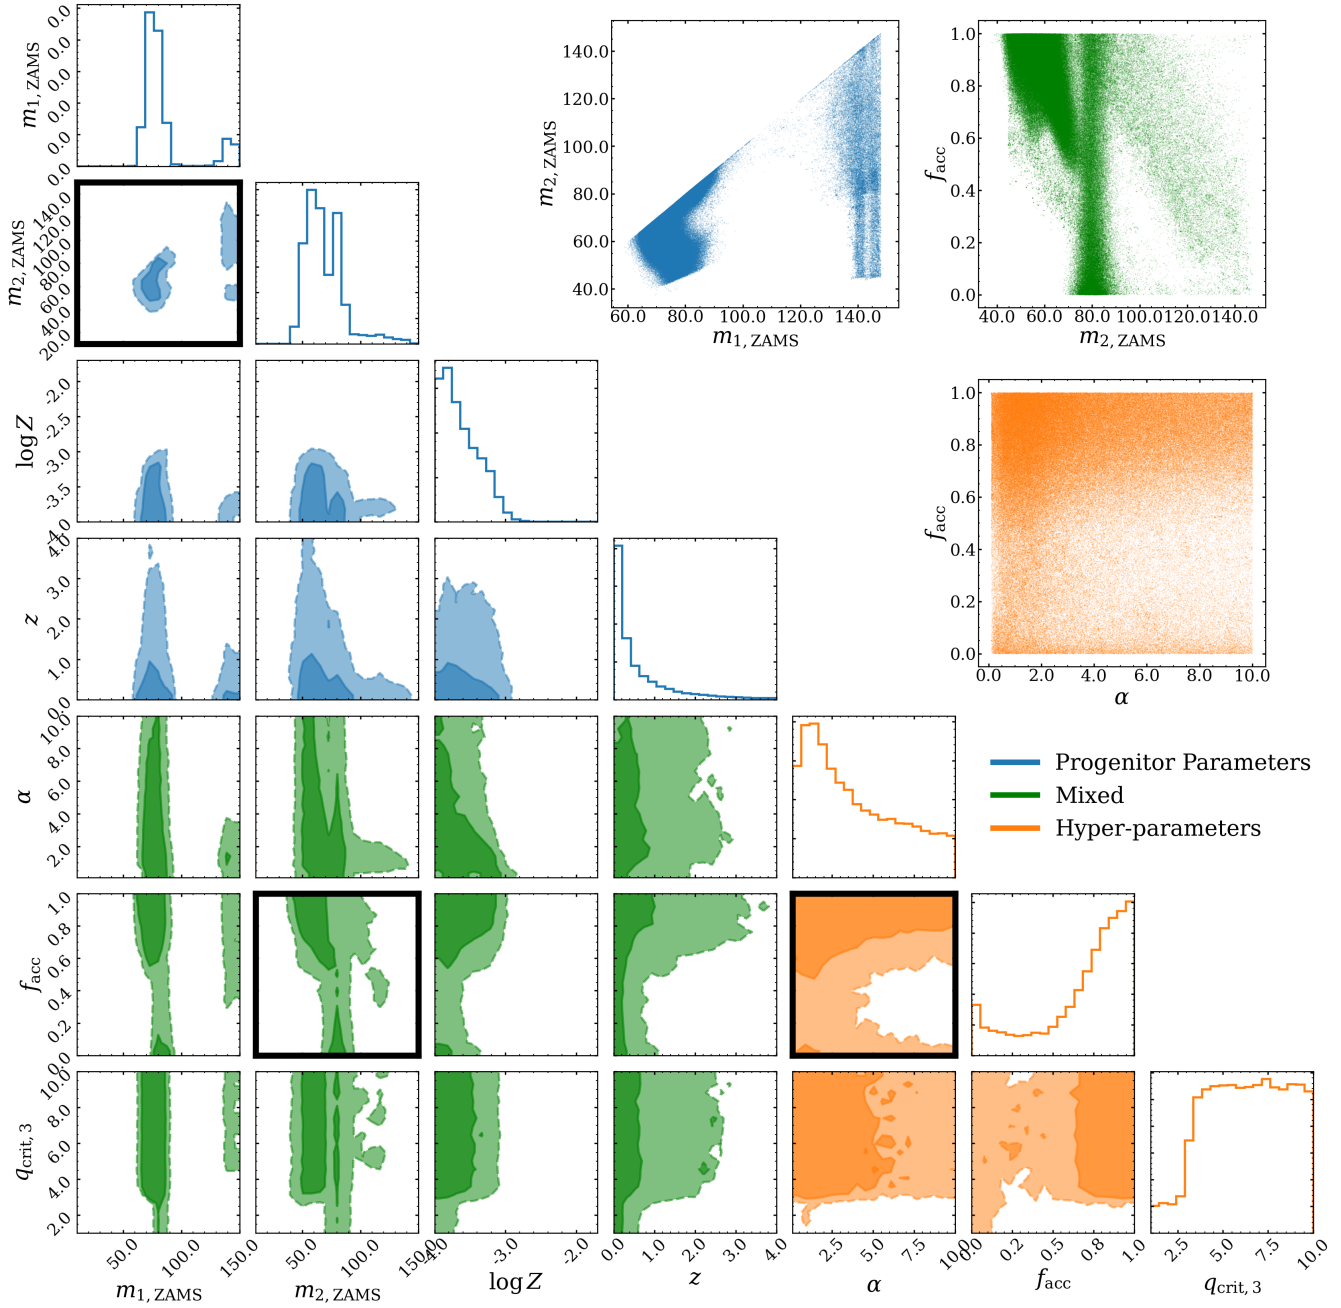 0.0
0.0
0.0
0.0
0.0
0.0
m1, ZAMS
140.0
120.0
100.0
80.0
60.0
40.0
20.0
m2, ZAMS
140.0
120.0
100.0
80.0
60.0
40.0
m2, ZAMS
60.0 80.0 100.0 120.0 140.0
m1, ZAMS
1.0
0.8
0.6
0.4
0.2
0.0
facc
40.0 60.0 80.0 100.0 120.0 140.0
m2, ZAMS
-2.0
-2.5
-3.0
-3.5
-4.0
log Z
1.0
0.8
0.6
0.4
0.2
0.0
facc
0.0 2.0 4.0 6.0 8.0 10.0
α
4.0
3.0
2.0
1.0
0.0
z
10.0
8.0
6.0
4.0
2.0
α
Progenitor Parameters
Mixed
Hyper-parameters
1.0
0.8
0.6
0.4
0.2
0.0
facc
10.0
8.0
6.0
4.0
2.0
qcrit, 3
50.0 100.0 150.0
50.0 100.0 150.0
-4.0 -3.0 -2.0
0.0 1.0 2.0 3.0 4.0
2.5 5.0 7.5 10.0
0.0 0.2 0.5 0.8 1.0
2.5 5.0 7.5 10.0
m1, ZAMS m2, ZAMS log Z z α facc qcrit, 3